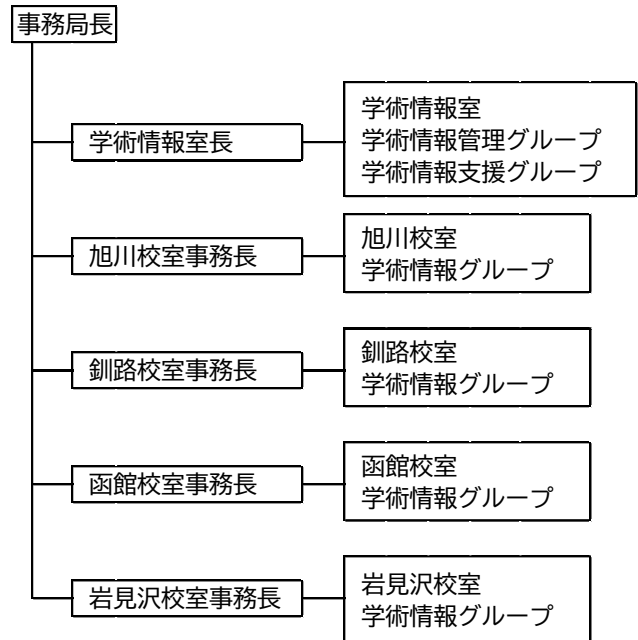 事務局長
学術情報室長
学術情報室
学術情報管理グループ
学術情報支援グループ
旭川校室事務長
旭川校室
学術情報グループ
釧路校室事務長
釧路校室
学術情報グループ
函館校室事務長
函館校室
学術情報グループ
岩見沢校室事務長
岩見沢校室
学術情報グループ